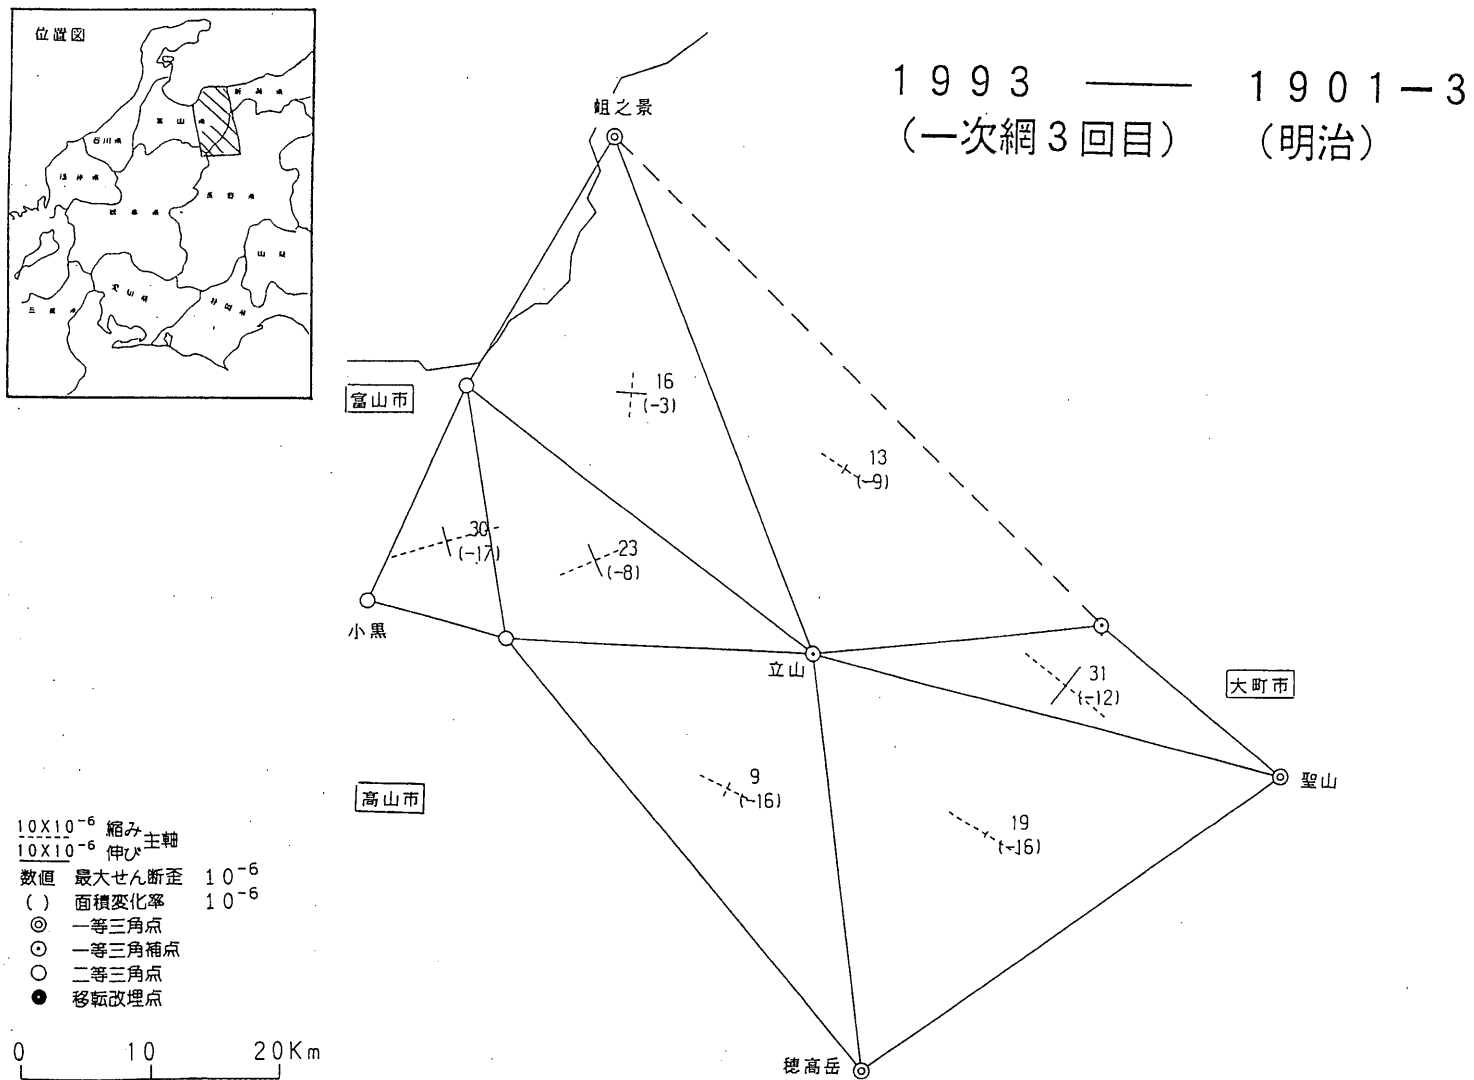 位置図
新潟県
富山県
石川県
長野県
岐阜県
1993 —— 1901-3
(一次網3回目) (明治)
富山市
16
(-3)
13
(-9)
30
(-17)
23
(-8)
小黒
立山
31
(-12)
大町市
聖山
9
(-16)
19
(-16)
高山市
穂高岳
10X10⁻⁶ 縮み
10X10⁻⁶ 伸び 主軸
数値 最大せん断歪 10⁻⁶
( ) 面積変化率 10⁻⁶
◎ 一等三角点
⊙ 一等三角補点
○ 二等三角点
移転改埋点
0 10 20Km